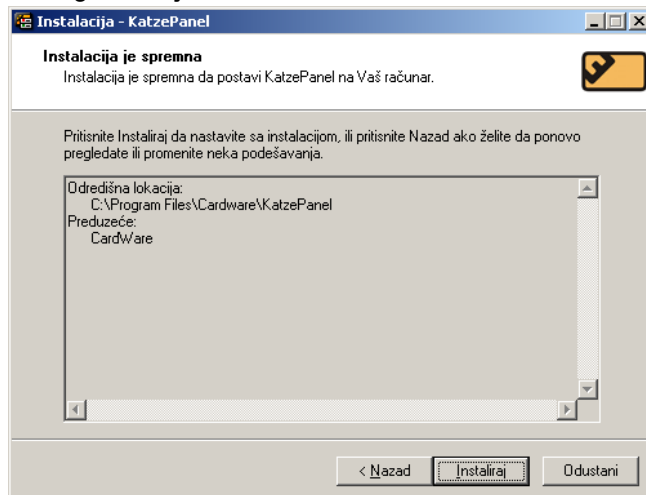 Instalacija - KatzePanel
Instalacija je spremna
Instalacija je spremna da postavi KatzePanel na Vaš računar.
Pritisnite Instaliraj da nastavite sa instalacijom, ili pritisnite Nazad ako želite da ponovo
pregledate ili promenite neka podešavanja.
Odredišna lokacija:
C:\Program Files\Cardware\KatzePanel
Preduzeće:
CardWare
< Nazad
Instaliraj
Odustani